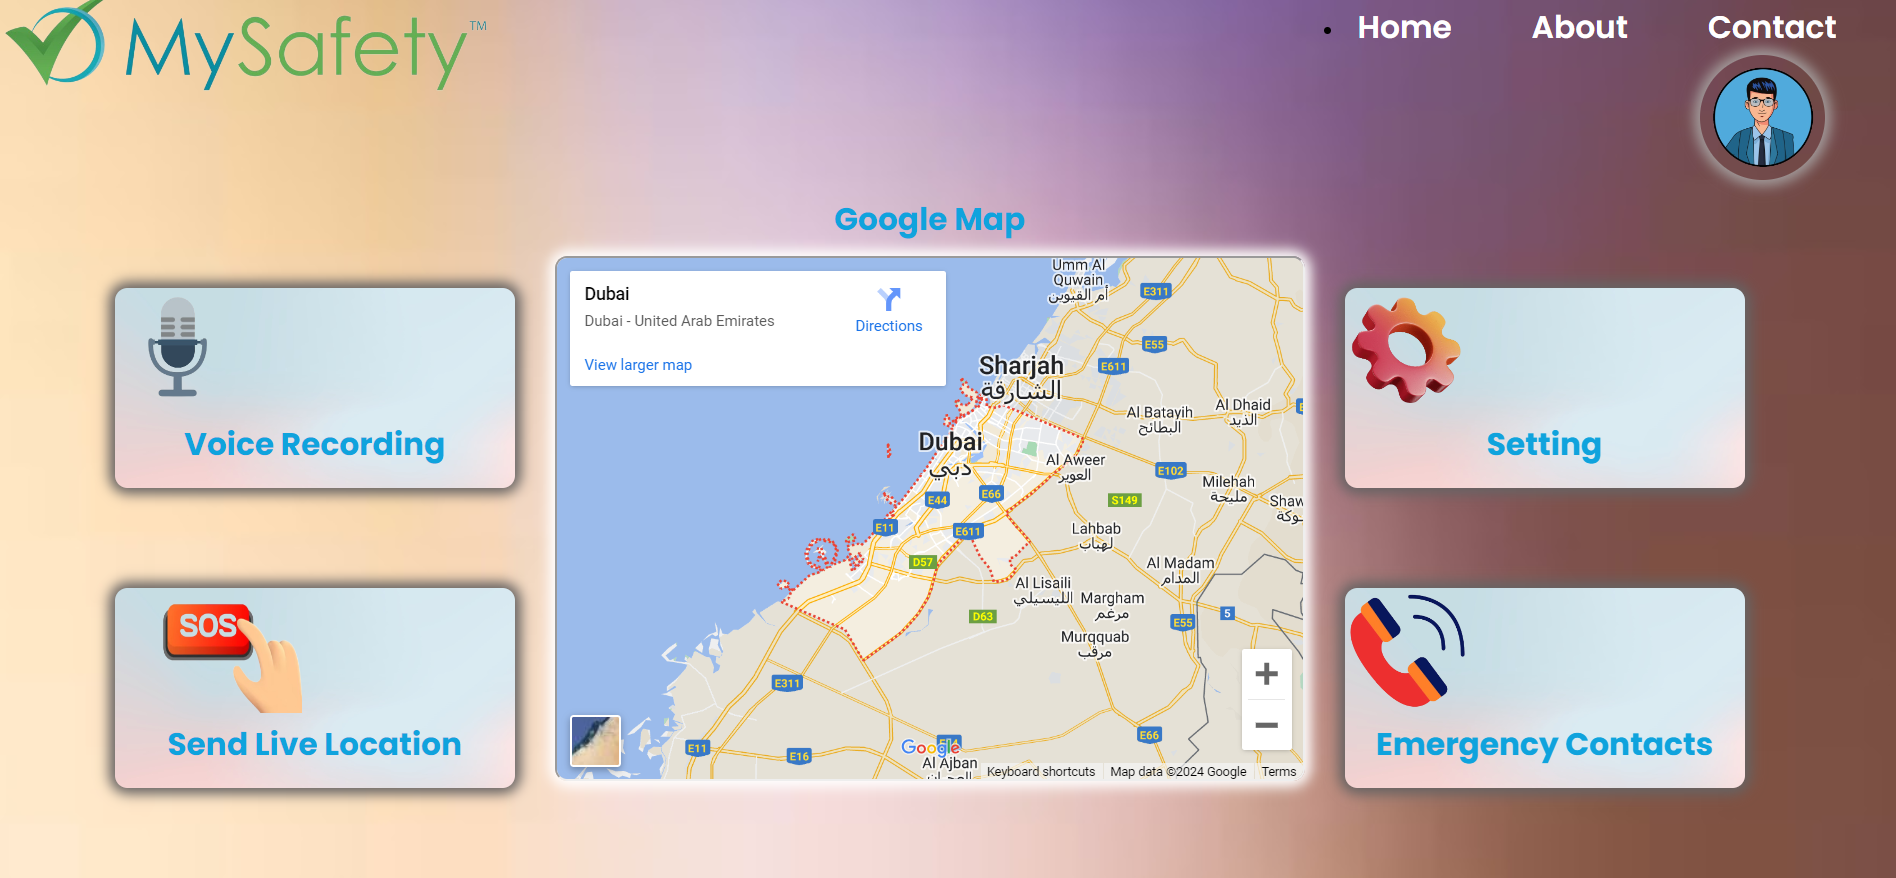 MySafety™
Home About Contact
Google Map
Voice Recording
Send Live Location
Dubai
Dubai - United Arab Emirates
Directions
View larger map
Umm Al
Quwain
أم القيوين
E311
E55
E611
Sharjah
الشارقة
Al Batayih
البطائح
Al Dhaid
الذيد
Dubai
دبي
Al Aweer
العوير
E102
E44
E66
S149
Milehah
مليحة
E11
E611
Lahbab
لهباب
D57
Al Madam
المدام
Al Lisaili
الليسيلي
Margham
مرغم
D63
E55
5
Murqquab
مرقب
E311
E11
E16
E66
Google
Al Ajban
Keyboard shortcuts
Map data ©2024 Google
Terms
Setting
Emergency Contacts
SOS